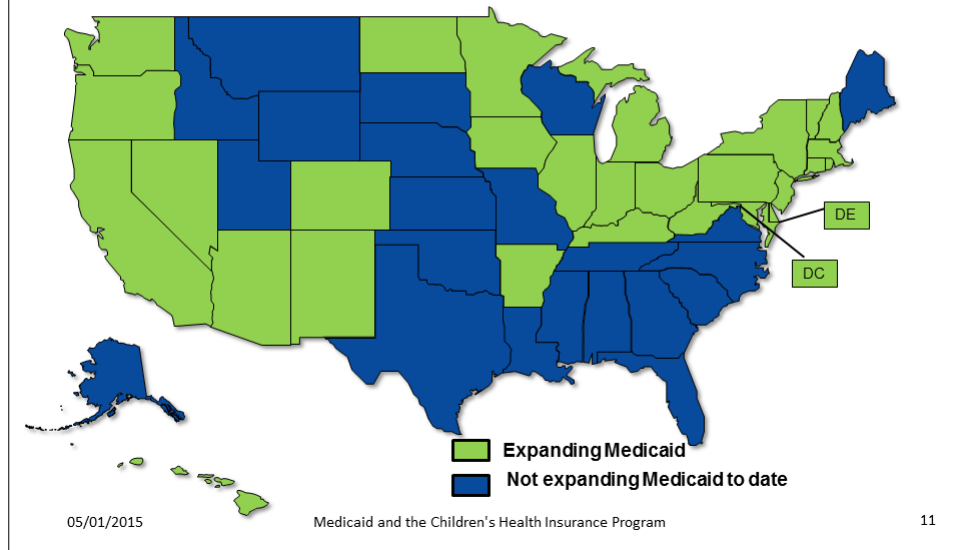 DE
DC
Expanding Medicaid
Not expanding Medicaid to date
05/01/2015
Medicaid and the Children's Health Insurance Program
11